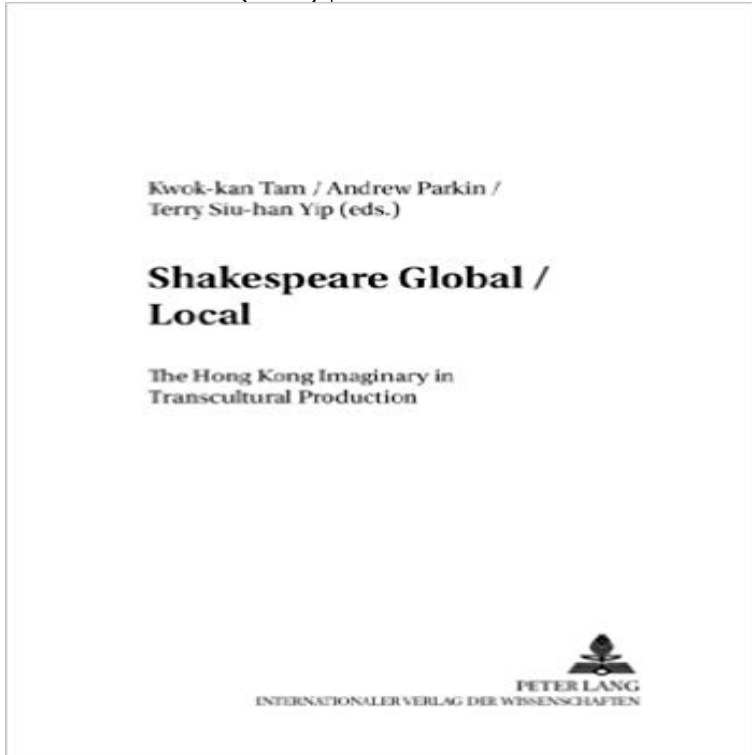 Kwok-kan Tam / Andrew Parkin /
Terry Siu-han Yip (eds.)
Shakespeare Global /
Local
The Hong Kong Imaginary in
Transcultural Production
PETER LANG
INTERNATIONALER VERLAG DER WISSENSCHAFTEN